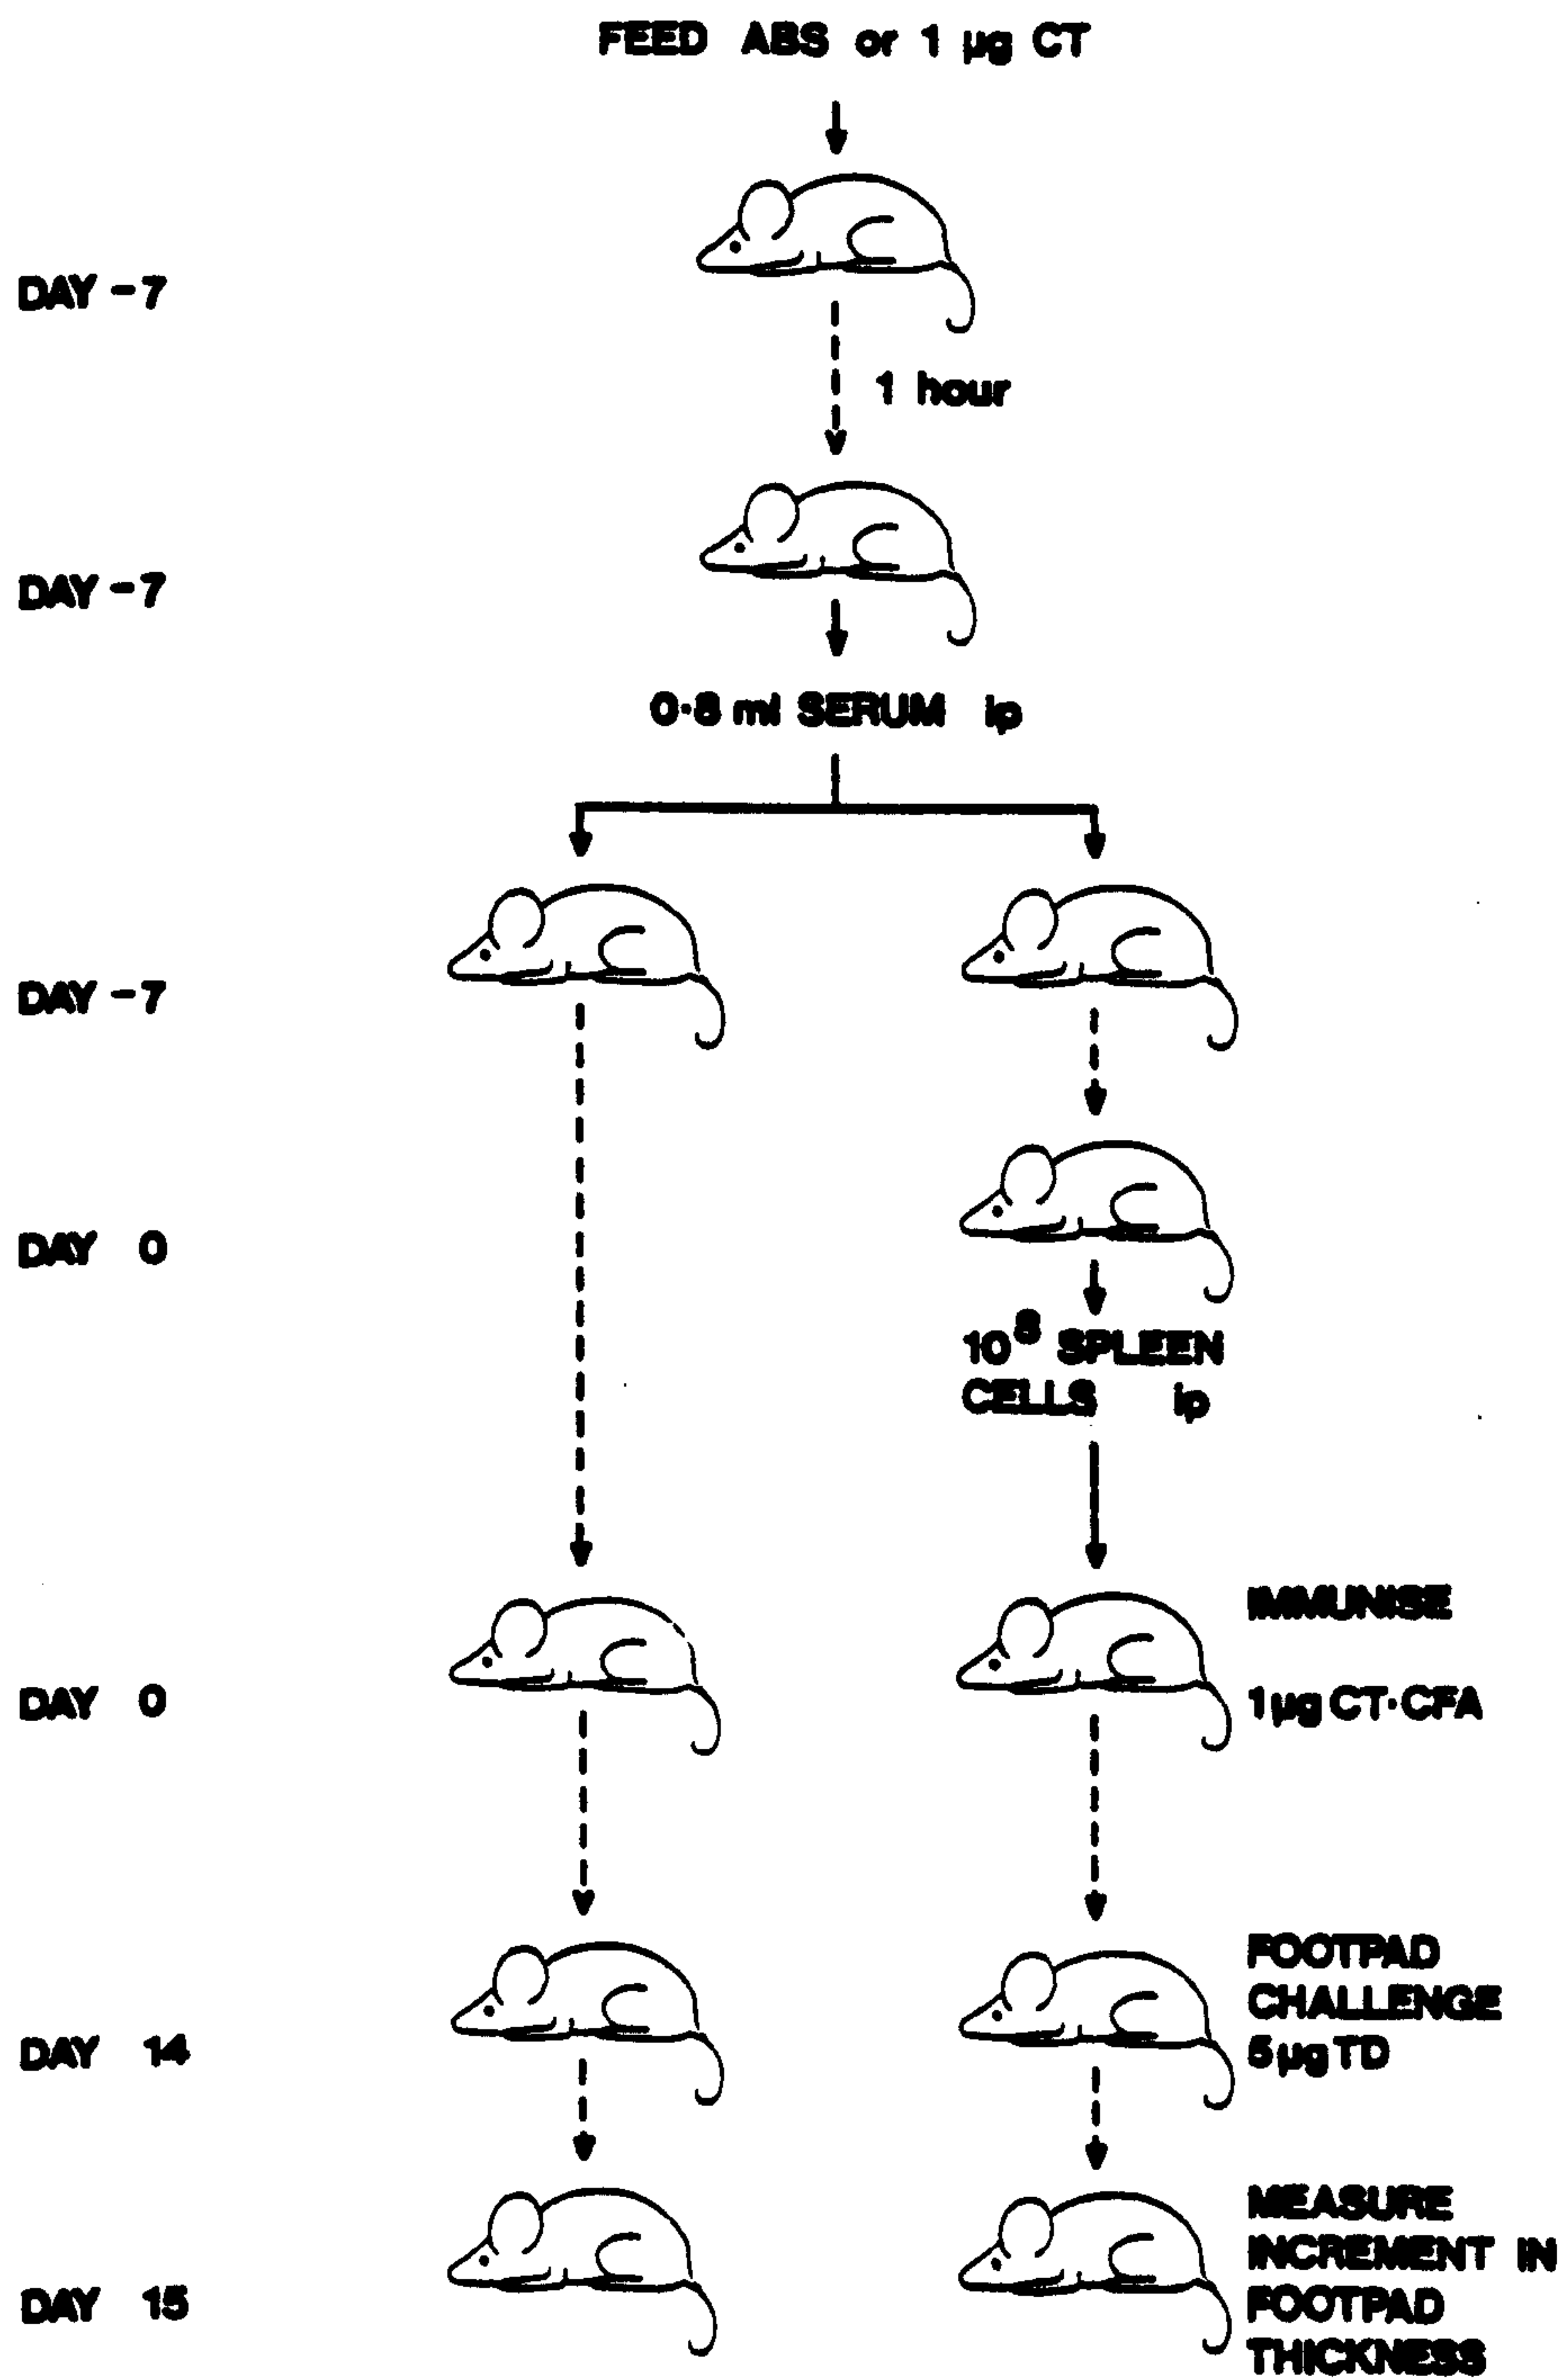 FEED ABS or 1 µg CT
DAY -7
1 hour
DAY -7
0·8 ml SERUM ip
DAY -7
DAY 0
10⁸ SPLEEN
CELLS ip
IMMUNISE
DAY 0
1µg CT·CFA
FOOTPAD
CHALLENGE
DAY 14
5µg TD
MEASURE
INCREMENT IN
DAY 15
FOOTPAD
THICKNESS